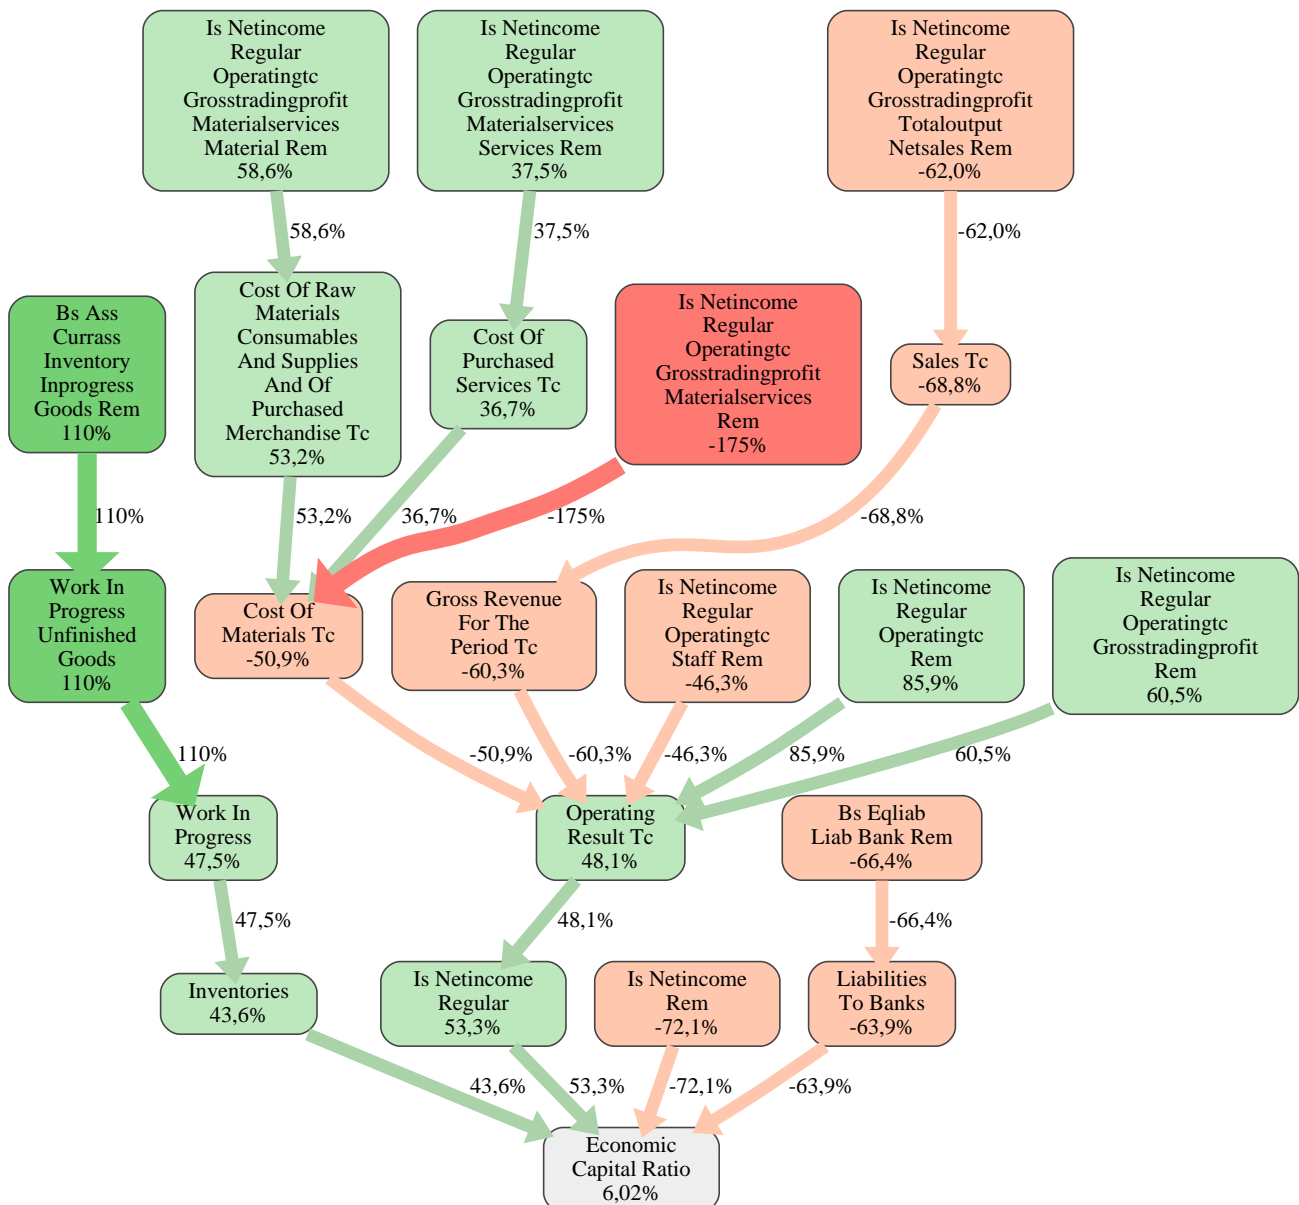 Is Netincome
Regular
Operatingtc
Grosstradingprofit
Materialservices
Material Rem
58,6%
Is Netincome
Regular
Operatingtc
Grosstradingprofit
Materialservices
Services Rem
37,5%
Is Netincome
Regular
Operatingtc
Grosstradingprofit
Totaloutput
Netsales Rem
-62,0%
58,6%
37,5%
-62,0%
Bs Ass
Currass
Inventory
Inprogress
Goods Rem
110%
Cost Of Raw
Materials
Consumables
And Supplies
And Of
Purchased
Merchandise Tc
53,2%
Cost Of
Purchased
Services Tc
36,7%
Is Netincome
Regular
Operatingtc
Grosstradingprofit
Materialservices
Rem
-175%
Sales Tc
-68,8%
110%
53,2%
36,7%
-175%
-68,8%
Work In
Progress
Unfinished
Goods
110%
Cost Of
Materials Tc
-50,9%
Gross Revenue
For The
Period Tc
-60,3%
Is Netincome
Regular
Operatingtc
Staff Rem
-46,3%
Is Netincome
Regular
Operatingtc
Rem
85,9%
Is Netincome
Regular
Operatingtc
Grosstradingprofit
Rem
60,5%
110%
-50,9%
-60,3%
-46,3%
85,9%
60,5%
Work In
Progress
47,5%
Operating
Result Tc
48,1%
Bs Eqliab
Liab Bank Rem
-66,4%
47,5%
48,1%
-66,4%
Inventories
43,6%
Is Netincome
Regular
53,3%
Is Netincome
Rem
-72,1%
Liabilities
To Banks
-63,9%
43,6%
53,3%
-72,1%
-63,9%
Economic
Capital Ratio
6,02%